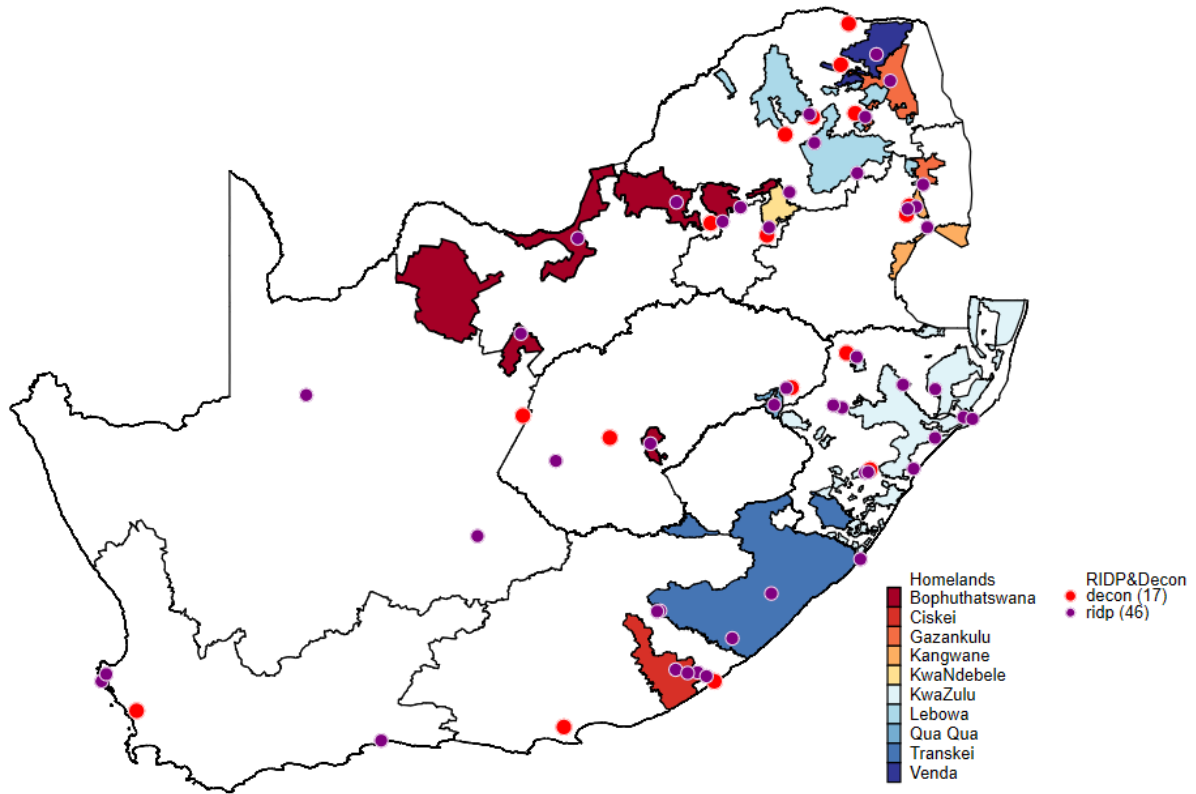 Homelands
Bophuthatswana
Ciskei
Gazankulu
Kangwane
KwaNdebele
KwaZulu
Lebowa
Qua Qua
Transkei
Venda
RIDP&Decon
decon (17)
ridp (46)